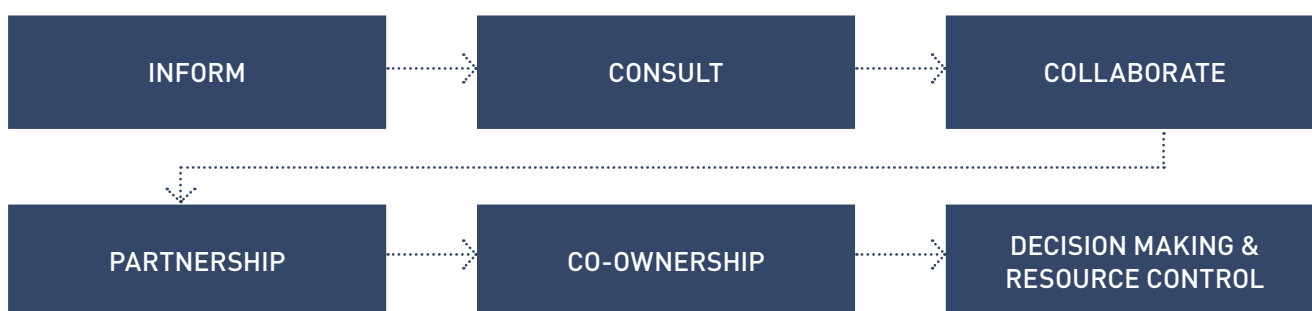 INFORM
CONSULT
COLLABORATE
PARTNERSHIP
CO-OWNERSHIP
DECISION MAKING &
RESOURCE CONTROL